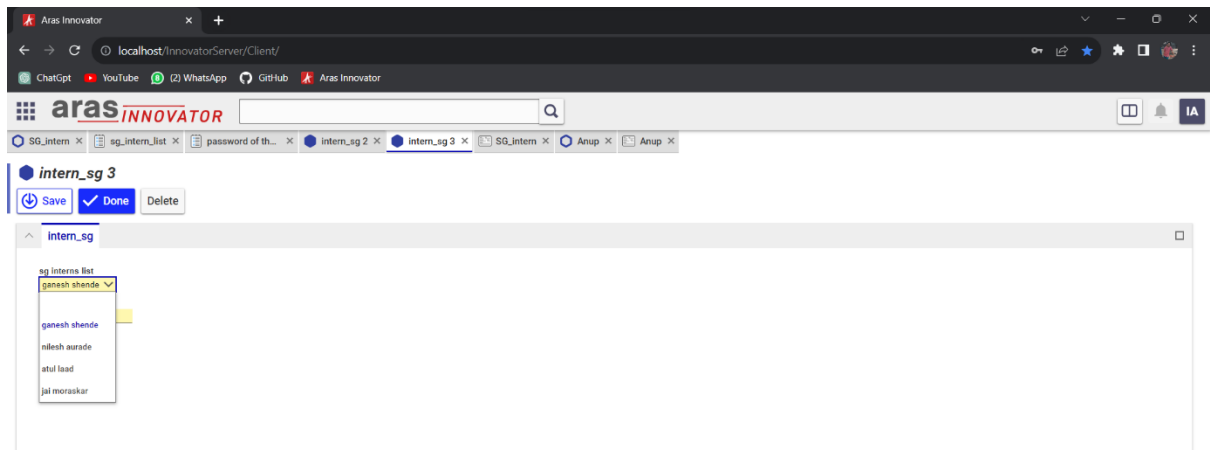 Aras Innovator
localhost/InnovatorServer/Client/
ChatGpt YouTube (2) WhatsApp GitHub Aras Innovator
aras INNOVATOR IA
SG_intern sg_intern_list password of th... intern_sg 2 intern_sg 3 SG_intern Anup Anup
intern_sg 3
Save Done Delete
intern_sg
sg interns list
ganesh shende
ganesh shende
nilesh aurade
atul laad
jai moraskar